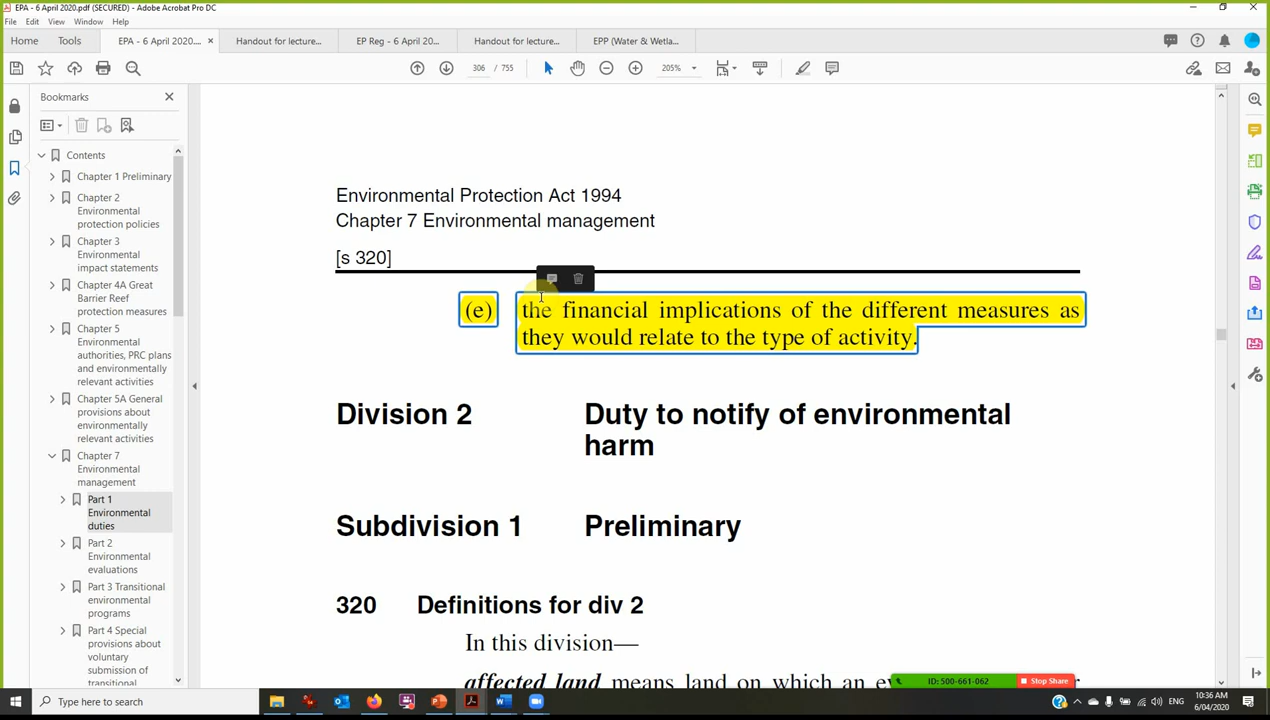 EPA - 6 April 2020.pdf (SECURED) - Adobe Acrobat Pro DC
File Edit View Window Help
Home Tools EPA - 6 April 2020.... × Handout for lecture... EP Reg - 6 April 20... Handout for lecture... EPP (Water & Wetla...
306 / 755 205%
Bookmarks
Contents
Chapter 1 Preliminary
Chapter 2
Environmental
protection policies
Chapter 3
Environmental
impact statements
Chapter 4A Great
Barrier Reef
protection measures
Chapter 5
Environmental
authorities, PRC plans
and environmentally
relevant activities
Chapter 5A General
provisions about
environmentally
relevant activities
Chapter 7
Environmental
management
Part 1
Environmental
duties
Part 2
Environmental
evaluations
Part 3 Transitional
environmental
programs
Part 4 Special
provisions about
voluntary
submission of
transitional
Environmental Protection Act 1994
Chapter 7 Environmental management
[s 320]
(e) the financial implications of the different measures as
they would relate to the type of activity.
Division 2 Duty to notify of environmental
harm
Subdivision 1 Preliminary
320 Definitions for div 2
In this division—
affected land means land on which an
ID: 500-661-062 Stop Share
Type here to search
ENG
10:36 AM
6/04/2020